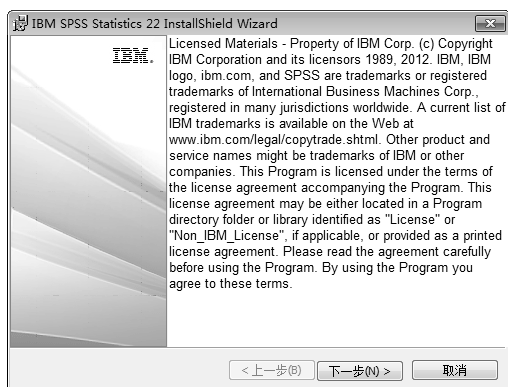 IBM SPSS Statistics 22 InstallShield Wizard
IBM.
Licensed Materials - Property of IBM Corp. (c) Copyright
IBM Corporation and its licensors 1989, 2012. IBM, IBM
logo, ibm.com, and SPSS are trademarks or registered
trademarks of International Business Machines Corp.,
registered in many jurisdictions worldwide. A current list of
IBM trademarks is available on the Web at
www.ibm.com/legal/copytrade.shtml. Other product and
service names might be trademarks of IBM or other
companies. This Program is licensed under the terms of
the license agreement accompanying the Program. This
license agreement may be either located in a Program
directory folder or library identified as "License" or
"Non_IBM_License", if applicable, or provided as a printed
license agreement. Please read the agreement carefully
before using the Program. By using the Program you
agree to these terms.
<上一步(B)
下一步(N) >
取消